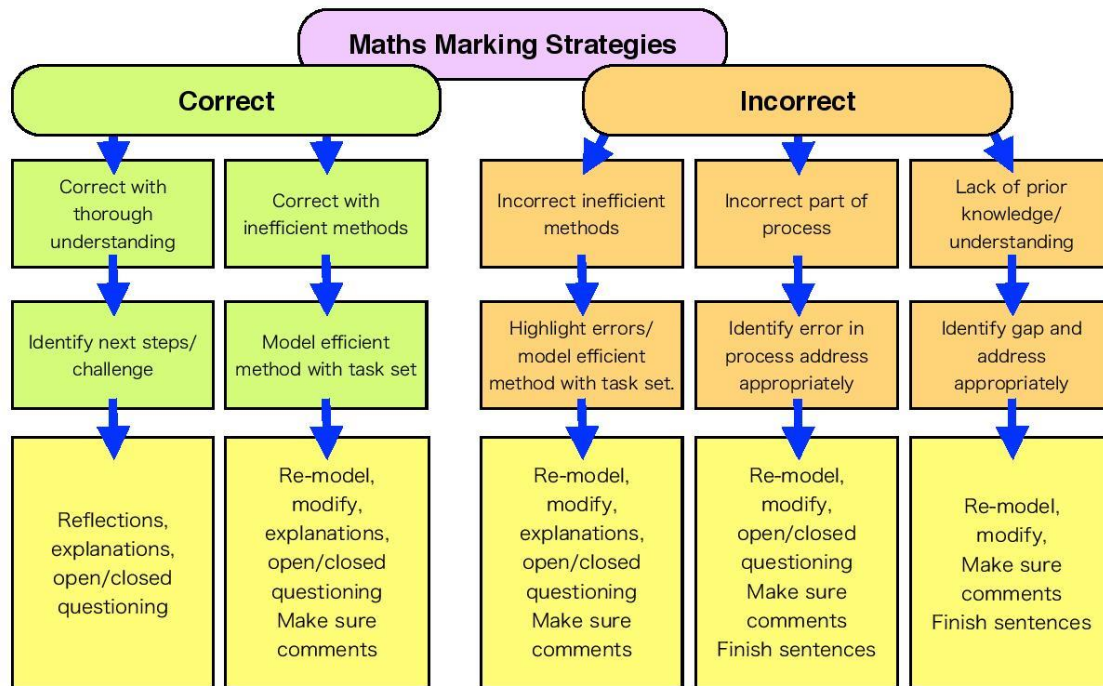 Maths Marking Strategies
Correct
Incorrect
Correct with
thorough
understanding
Correct with
inefficient methods
Incorrect inefficient
methods
Incorrect part of
process
Lack of prior
knowledge/
understanding
Identify next steps/
challenge
Model efficient
method with task set
Highlight errors/
model efficient
method with task set.
Identify error in
process address
appropriately
Identify gap and
address
appropriately
Reflections,
explanations,
open/closed
questioning
Re-model,
modify,
explanations,
open/closed
questioning
Make sure
comments
Re-model,
modify,
explanations,
open/closed
questioning
Make sure
comments
Re-model,
modify,
open/closed
questioning
Make sure
comments
Finish sentences
Re-model,
modify,
Make sure
comments
Finish sentences